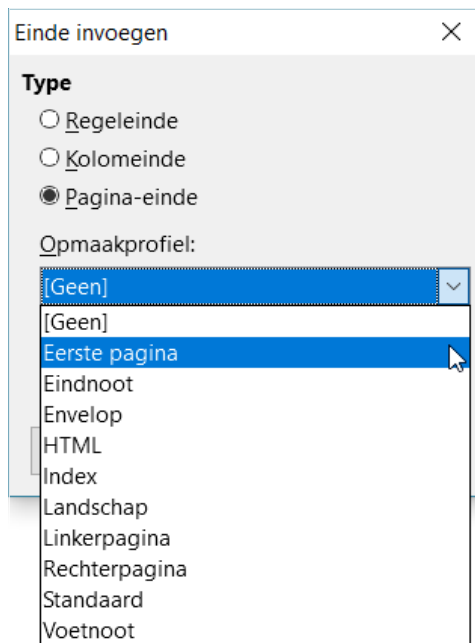 Einde invoegen
Type
Regeleinde
Kolomeinde
Pagina-einde
Opmaakprofiel:
[Geen]
[Geen]
Eerste pagina
Eindnoot
Envelop
HTML
Index
Landschap
Linkerpagina
Rechterpagina
Standaard
Voetnoot